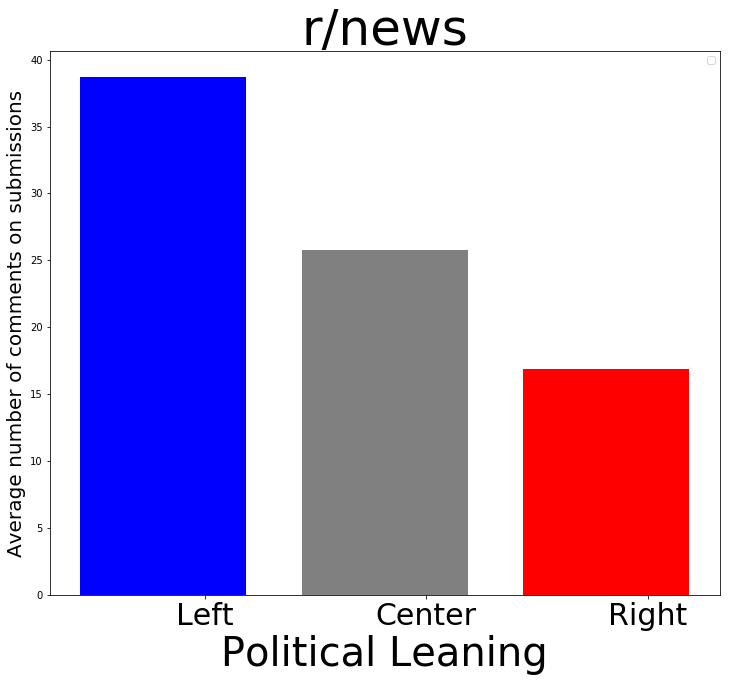 r/news
Average number of comments on submissions
40
35
30
25
20
15
10
5
0
Left Center Right
Political Leaning